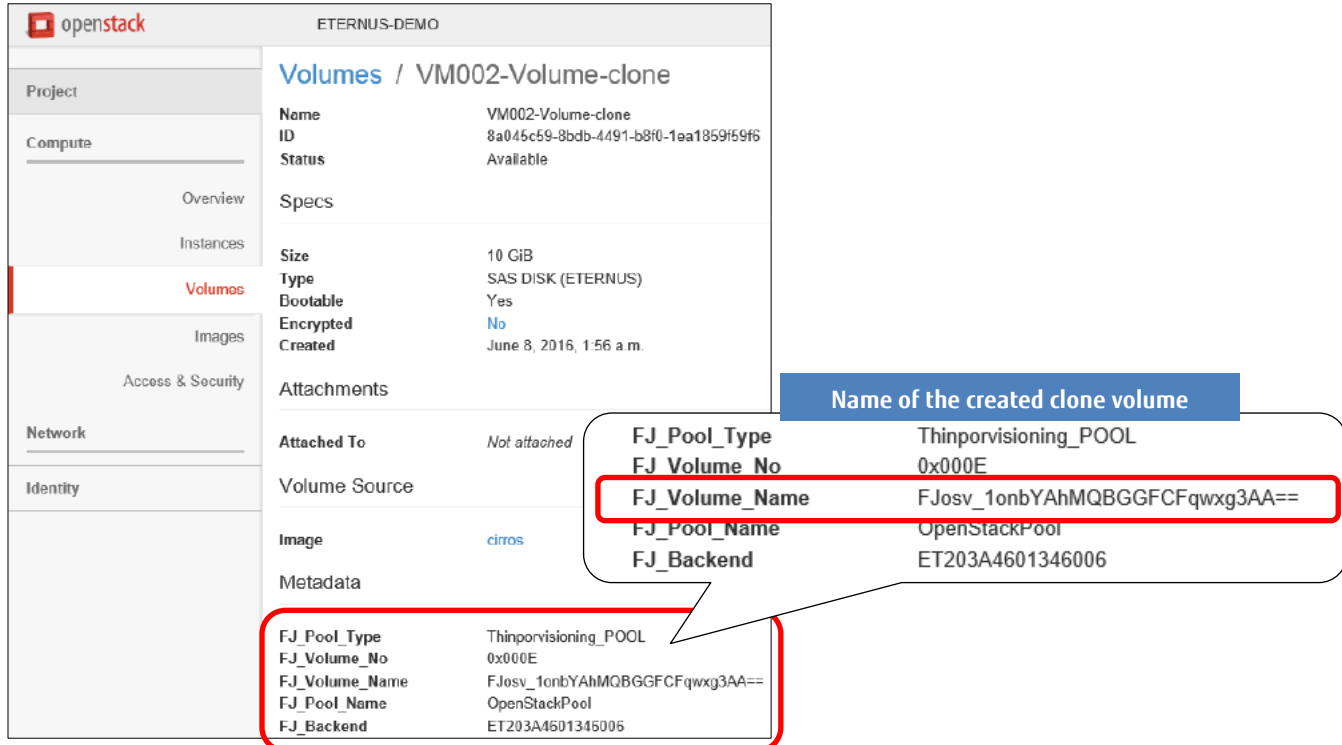 openstack ETERNUS-DEMO
Project
Compute
Overview
Instances
Volumes
Images
Access & Security
Network
Identity
Volumes / VM002-Volume-clone
Name VM002-Volume-clone
ID 8a045c59-8bdb-4491-b8f0-1ea1859f59f6
Status Available
Specs
Size 10 GiB
Type SAS DISK (ETERNUS)
Bootable Yes
Encrypted No
Created June 8, 2016, 1:56 a.m.
Attachments
Attached To Not attached
Volume Source
Image cirros
Metadata
FJ_Pool_Type Thinporvisioning_POOL
FJ_Volume_No 0x000E
FJ_Volume_Name FJosv_1onbYAhMQBGGFCFqwxg3AA==
FJ_Pool_Name OpenStackPool
FJ_Backend ET203A4601346006
Name of the created clone volume
FJ_Pool_Type Thinporvisioning_POOL
FJ_Volume_No 0x000E
FJ_Volume_Name FJosv_1onbYAhMQBGGFCFqwxg3AA==
FJ_Pool_Name OpenStackPool
FJ_Backend ET203A4601346006